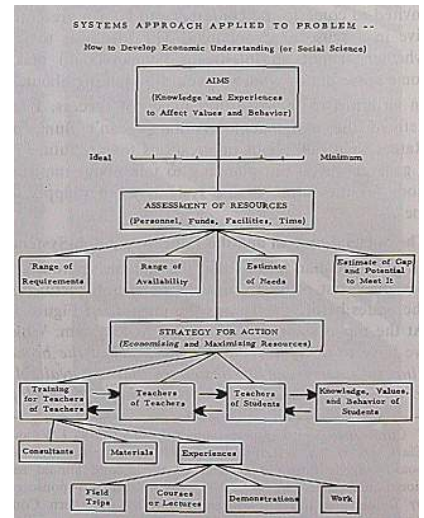 SYSTEMS APPROACH APPLIED TO PROBLEM --
How to Develop Economic Understanding (or Social Science)
AIMS
(Knowledge and Experiences
to Affect Values and Behavior)
Ideal
Minimum
ASSESSMENT OF RESOURCES
(Personnel, Funds, Facilities, Time)
Range of
Requirements
Range of
Availability
Estimate
of Needs
Estimate of Gap
and Potential
to Meet It
STRATEGY FOR ACTION
(Economizing and Maximizing Resources)
Training
for Teachers
of Teachers
Teachers
of Teachers
Teachers
of Students
Knowledge, Values,
and Behavior of
Students
Consultants
Materials
Experiences
Field
Trips
Courses
or Lectures
Demonstrations
Work